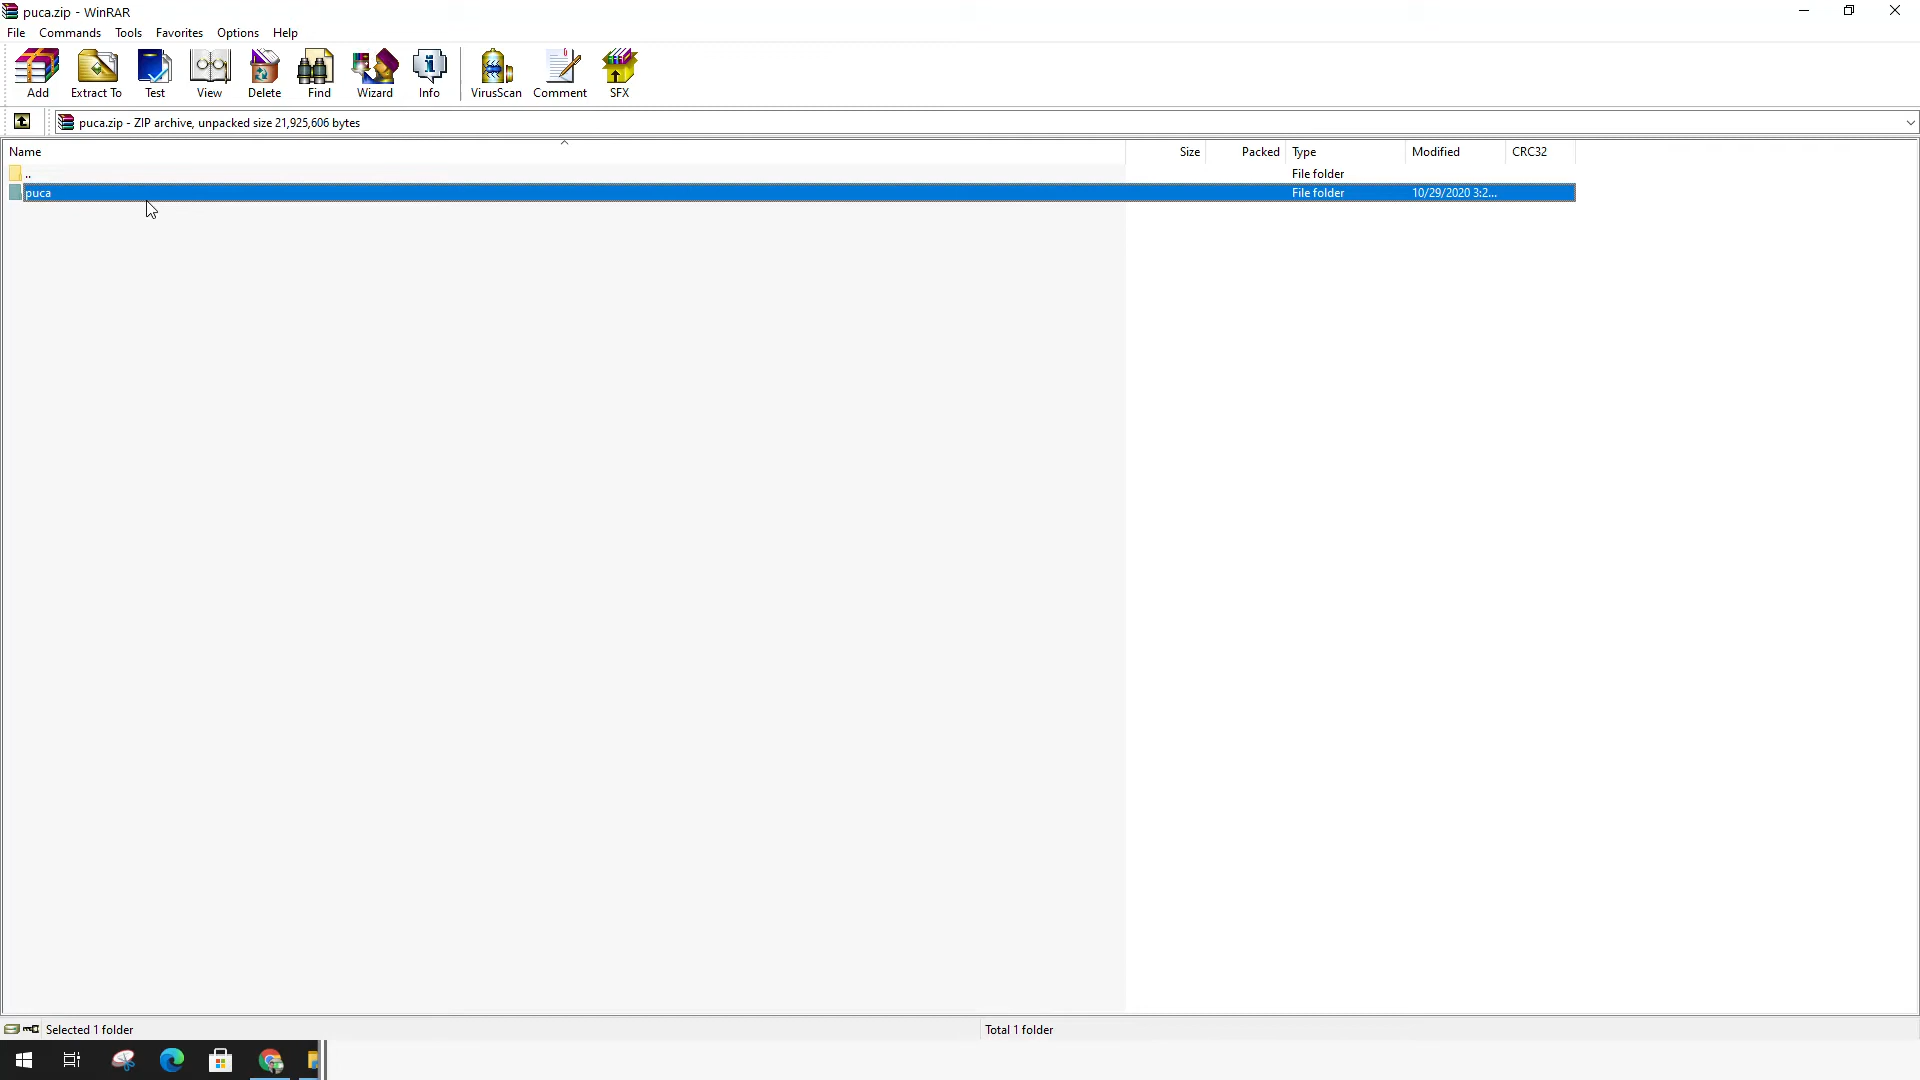 puca.zip - WinRAR
File Commands Tools Favorites Options Help
Add Extract To Test View Delete Find Wizard Info VirusScan Comment SFX
puca.zip - ZIP archive, unpacked size 21,925,606 bytes
Name Size Packed Type Modified CRC32
.. File folder
puca File folder 10/29/2020 3:2...
Selected 1 folder Total 1 folder